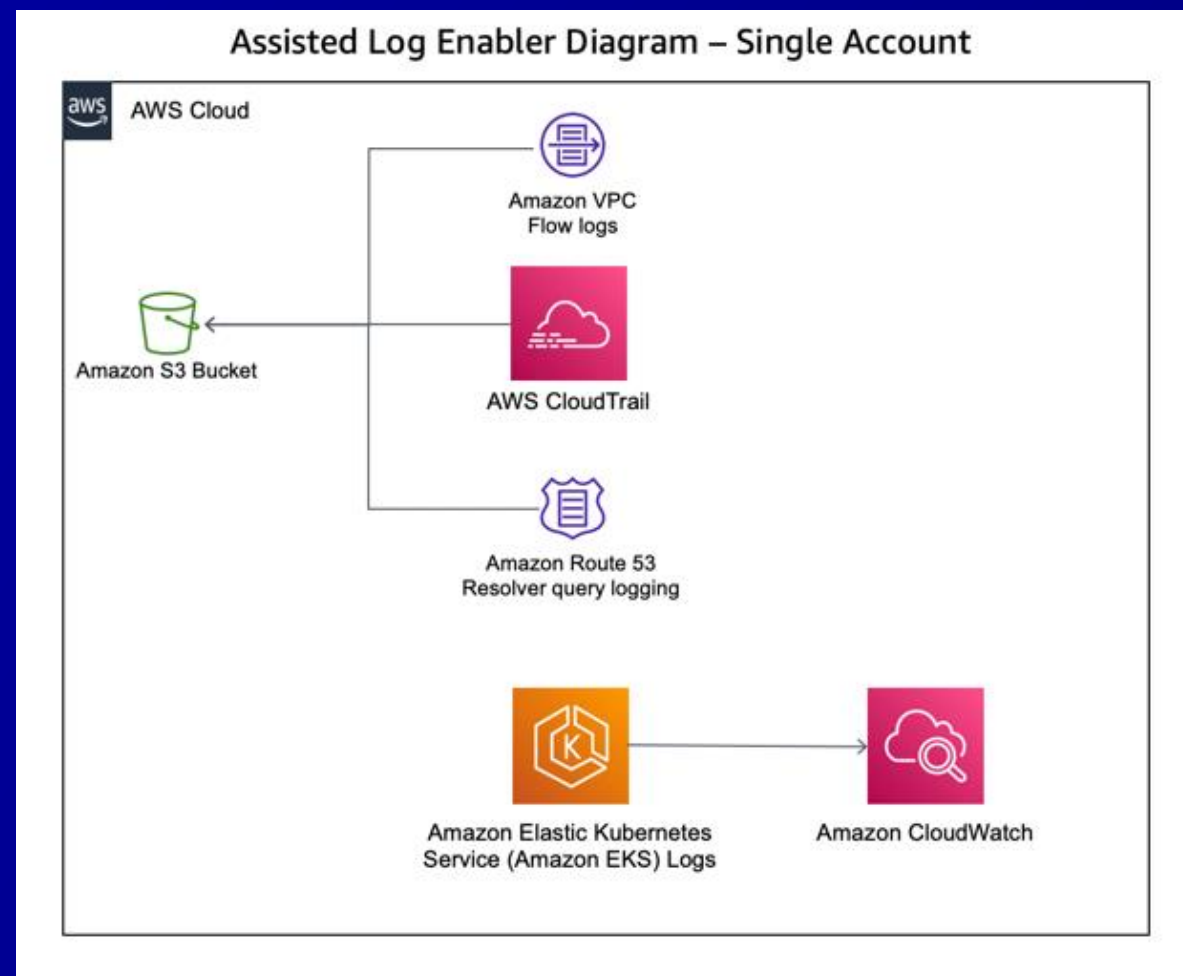 Assisted Log Enabler Diagram – Single Account
aws
AWS Cloud
Amazon VPC
Flow logs
Amazon S3 Bucket
AWS CloudTrail
Amazon Route 53
Resolver query logging
K
Amazon Elastic Kubernetes
Service (Amazon EKS) Logs
Amazon CloudWatch